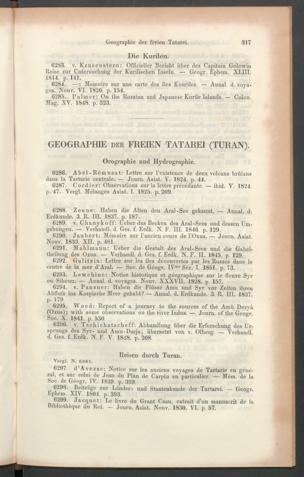 Geographie der freien Tatarei. 317
Die Kurilen.
6283. v. Krusenstern: Officieller Bericht über des Capitain Golownin
Reise zur Untersuchung der Kurilischen Inseln. — Geogr. Ephem. XLIII.
1814. p. 141.
6284. —: Memoire sur une carte des îles Kouriles. — Annal. d. voya-
ges. Nouv. VI. 1820. p. 154.
6285. Palmer: On the Russian and Japanese Kurile Islands. — Colon.
Mag. XV. 1848. p. 323.
GEOGRAPHIE DER FREIEN TATAREI (TURAN).
Orographie und Hydrographie.
6286. Abel-Rémusat: Lettre sur l'existence de deux volcans brûlans
dans la Tartarie centrale. — Journ. Asiat. V. 1824. p. 44.
6287. Cordier: Observations sur la lettre précédente. — ibid. V. 1824.
p. 47. Vergl. Mélanges Asiat. I. 1825. p. 209.
6288. Zeune: Haben die Alten den Aral-See gekannt. — Annal. d.
Erdkunde. 3. R. III. 1837. p. 187.
6289. v. Chanykoff: Ueber das Becken des Aral-Sees und dessen Um-
gebungen. — Verhandl. d. Ges. f. Erdk. N. F. III. 1846. p. 129.
6290. Jaubert: Mémoire sur l'ancien cours de l'Oxus. — Journ. Asiat.
Nouv. 1833. XII. p. 481.
6291. Mahlmann: Ueber die Gestalt des Aral-Sees und die Gabel-
theilung des Oxus. — Verhandl. d. Ges. f. Erdk. N. F. II. 1845. p. 129.
6292. Galitzin: Lettre sur les îles découvertes par les Russes dans le
centre de la mer d'Aral. — Soc. de Géogr. IVme Sér. I. 1851. p. 73.
6293. Lewchine: Notice historique et géographique sur le fleuve Syr
ou Sihoun. — Annal. d. voyages. Nouv. XXXVIII. 1828. p. 157.
6294. v. Pansner: Haben die Flüsse Amu und Syr vor Zeiten ihren
Abfluss ins Kaspische Meer gehabt? — Annal. d. Erdkunde. 3. R. III. 1837.
p. 179.
6295. Wood: Report of a journey to the sources of the Amh Derya
(Oxus); with some observations on the river Indus. — Journ. of the Geogr.
Soc. X. 1841. p. 530.
6296. v. Tschichatscheff: Abhandlung über die Erforschung des Ur-
sprungs des Syr- und Amu-Darja; übersetzt von v. Olberg. — Verhandl.
d. Ges. f. Erdk. N. F. V. 1848. p. 208.
Reisen durch Turan.
Vergl. N. 6281.
6297. d'Avezac: Notice sur les anciens voyages de Tartarie en géné-
ral, et sur celui de Jean du Plan de Carpin en particulier. — Mém. de la
Soc. de Géogr. IV. 1839. p. 399.
6298. Beiträge zur Länder- und Staatenkunde der Tartarei. — Geogr.
Ephem. XIV. 1804. p. 393.
6299. Jacquet: Le livre du Grant Caan, extrait d'un manuscrit de la
Bibliothèque du Roi. — Journ. Asiat. Nouv. 1830. VI. p. 57.